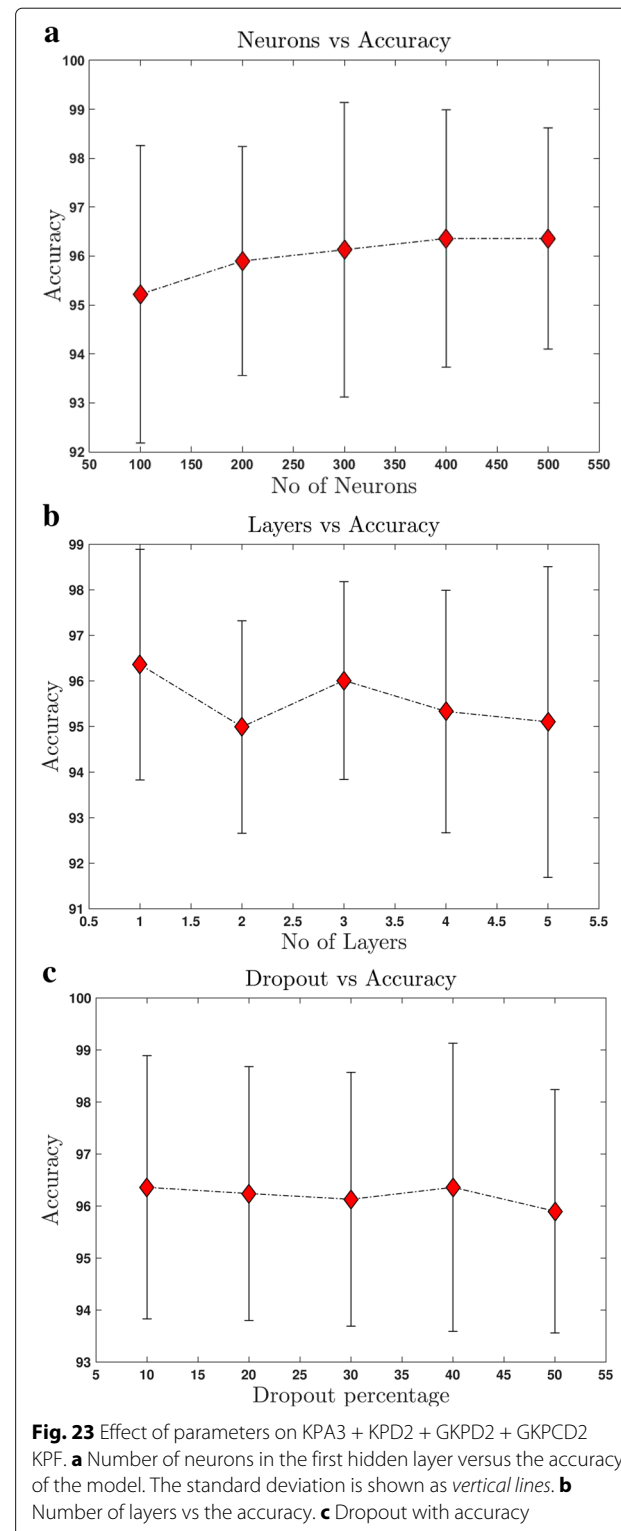 a
Neurons vs Accuracy
100
99
98
97
96
95
94
93
92
Accuracy
50 100 150 200 250 300 350 400 450 500 550
No of Neurons
b
Layers vs Accuracy
99
98
97
96
95
94
93
92
91
Accuracy
0.5 1 1.5 2 2.5 3 3.5 4 4.5 5 5.5
No of Layers
c
Dropout vs Accuracy
100
99
98
97
96
95
94
93
Accuracy
5 10 15 20 25 30 35 40 45 50 55
Dropout percentage
Fig. 23 Effect of parameters on KPA3 + KPD2 + GKPD2 + GKPCD2
KPF. a Number of neurons in the first hidden layer versus the accuracy
of the model. The standard deviation is shown as vertical lines. b
Number of layers vs the accuracy. c Dropout with accuracy